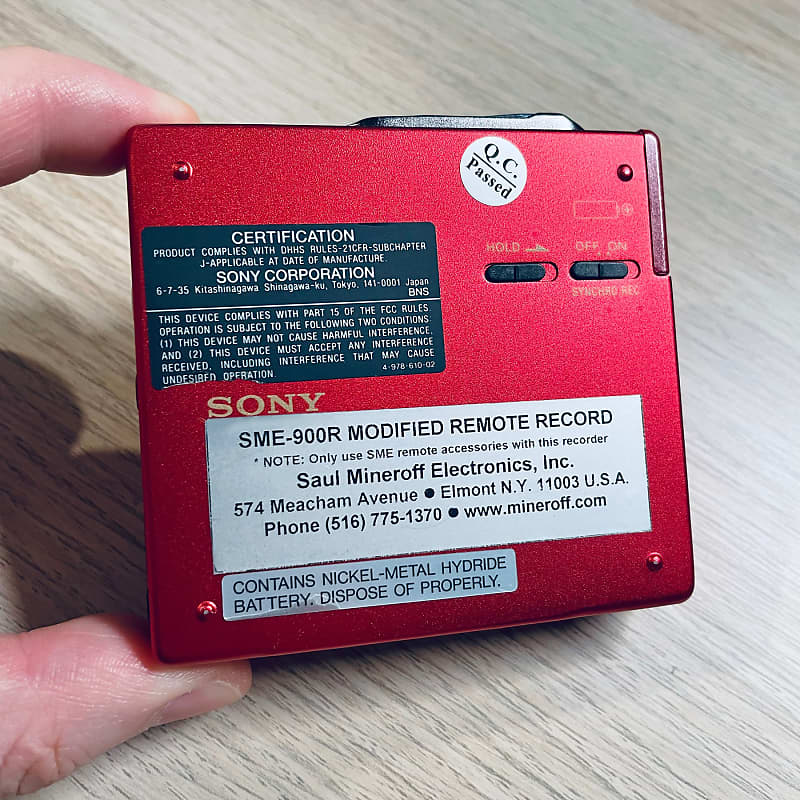 Q.C.
Passed
HOLD
OFF ON
SYNCHRO REC
CERTIFICATION
PRODUCT COMPLIES WITH DHHS RULES-21CFR-SUBCHAPTER
J-APPLICABLE AT DATE OF MANUFACTURE.
SONY CORPORATION
6-7-35 Kitashinagawa Shinagawa-ku, Tokyo, 141-0001 Japan
BNS
THIS DEVICE COMPLIES WITH PART 15 OF THE FCC RULES.
OPERATION IS SUBJECT TO THE FOLLOWING TWO CONDITIONS:
(1) THIS DEVICE MAY NOT CAUSE HARMFUL INTERFERENCE,
AND (2) THIS DEVICE MUST ACCEPT ANY INTERFERENCE
RECEIVED, INCLUDING INTERFERENCE THAT MAY CAUSE
UNDESIRED OPERATION. 4-978-610-02
SONY
SME-900R MODIFIED REMOTE RECORD
* NOTE: Only use SME remote accessories with this recorder
Saul Mineroff Electronics, Inc.
574 Meacham Avenue ● Elmont N.Y. 11003 U.S.A.
Phone (516) 775-1370 ● www.mineroff.com
CONTAINS NICKEL-METAL HYDRIDE
BATTERY. DISPOSE OF PROPERLY.